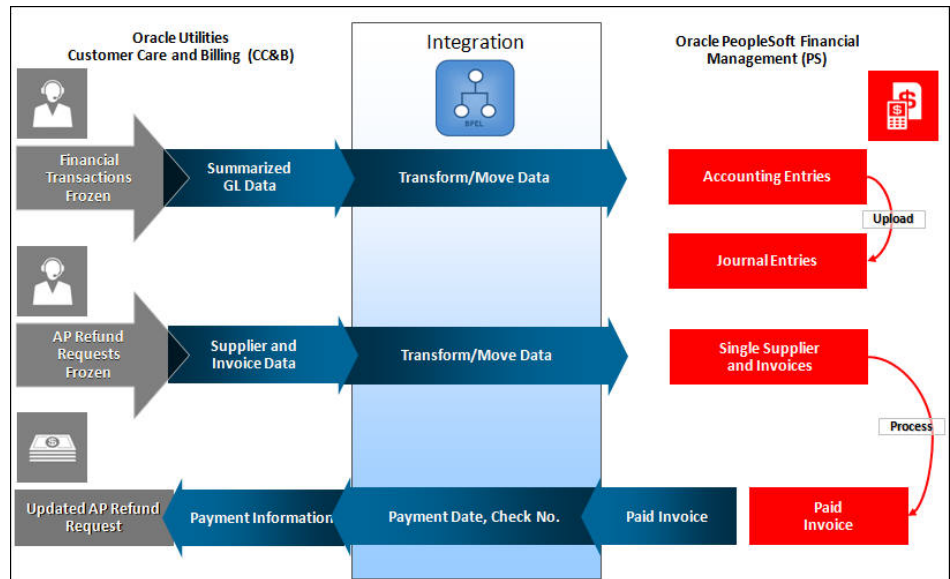 Oracle Utilities
Customer Care and Billing (CC&B)
Integration
Oracle PeopleSoft Financial
Management (PS)
BPEL
Financial
Transactions
Frozen
Summarized
GL Data
Transform/Move Data
Accounting Entries
Upload
Journal Entries
AP Refund
Requests
Frozen
Supplier and
Invoice Data
Transform/Move Data
Single Supplier
and Invoices
Process
Updated AP Refund
Request
Payment Information
Payment Date, Check No.
Paid Invoice
Paid
Invoice